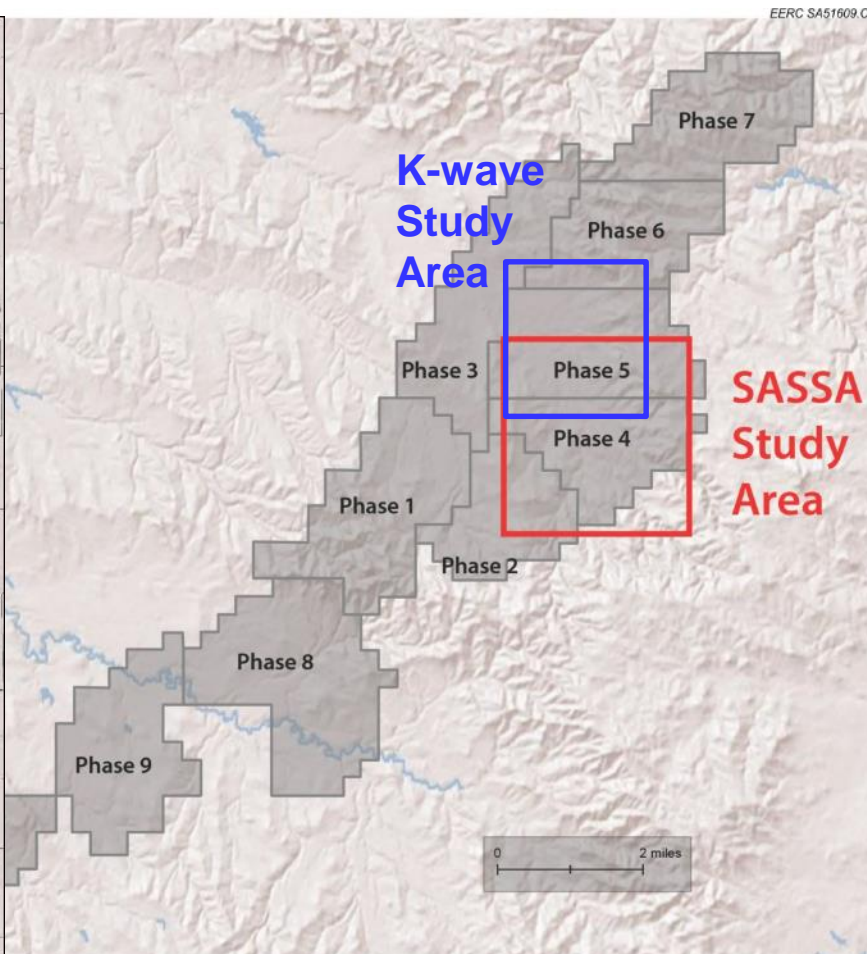 EERC SA51609.C
Phase 7
K-wave
Study
Area
Phase 6
Phase 3
Phase 5
SASSA
Study
Area
Phase 4
Phase 1
Phase 2
Phase 8
Phase 9
0 2 miles